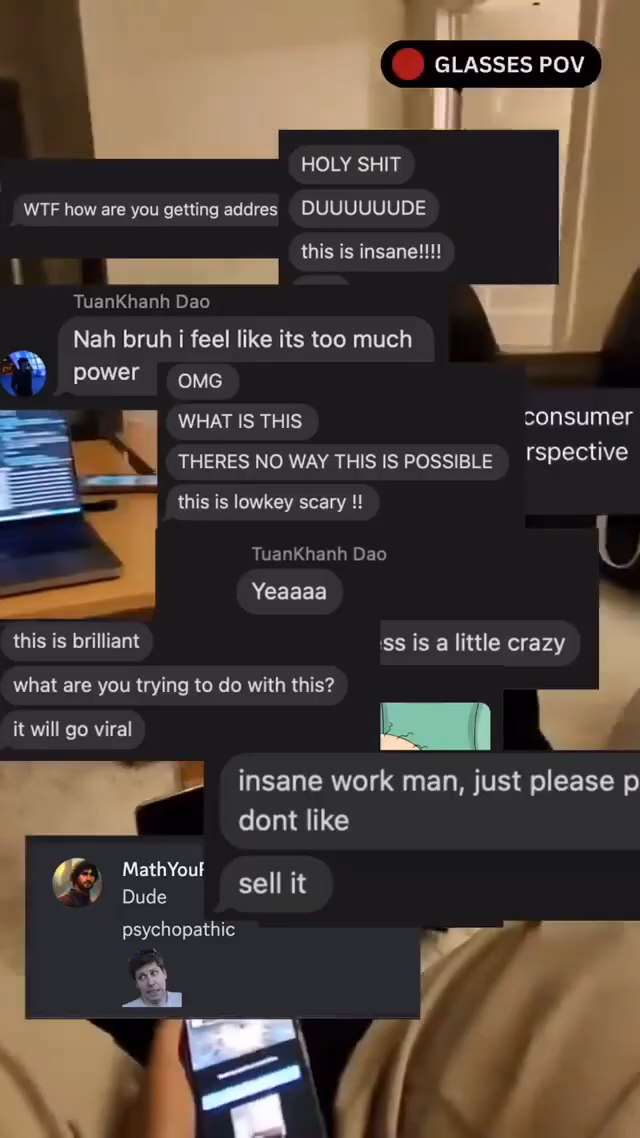 GLASSES POV
HOLY SHIT
WTF how are you getting addres
DUUUUUUDE
this is insane!!!!
TuanKhanh Dao
Nah bruh i feel like its too much
power
OMG
WHAT IS THIS
consumer
rspective
THERES NO WAY THIS IS POSSIBLE
this is lowkey scary !!
TuanKhanh Dao
Yeaaaa
this is brilliant
ss is a little crazy
what are you trying to do with this?
it will go viral
insane work man, just please p
dont like
sell it
MathYou
Dude
psychopathic